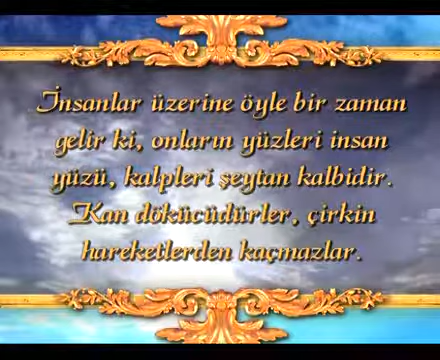 İnsanlar üzerine öyle bir zaman
gelir ki, onların yüzleri insan
yüzü, kalpleri şeytan kalbidir.
Kan dökücüdürler, çirkin
hareketlerden kaçmazlar.